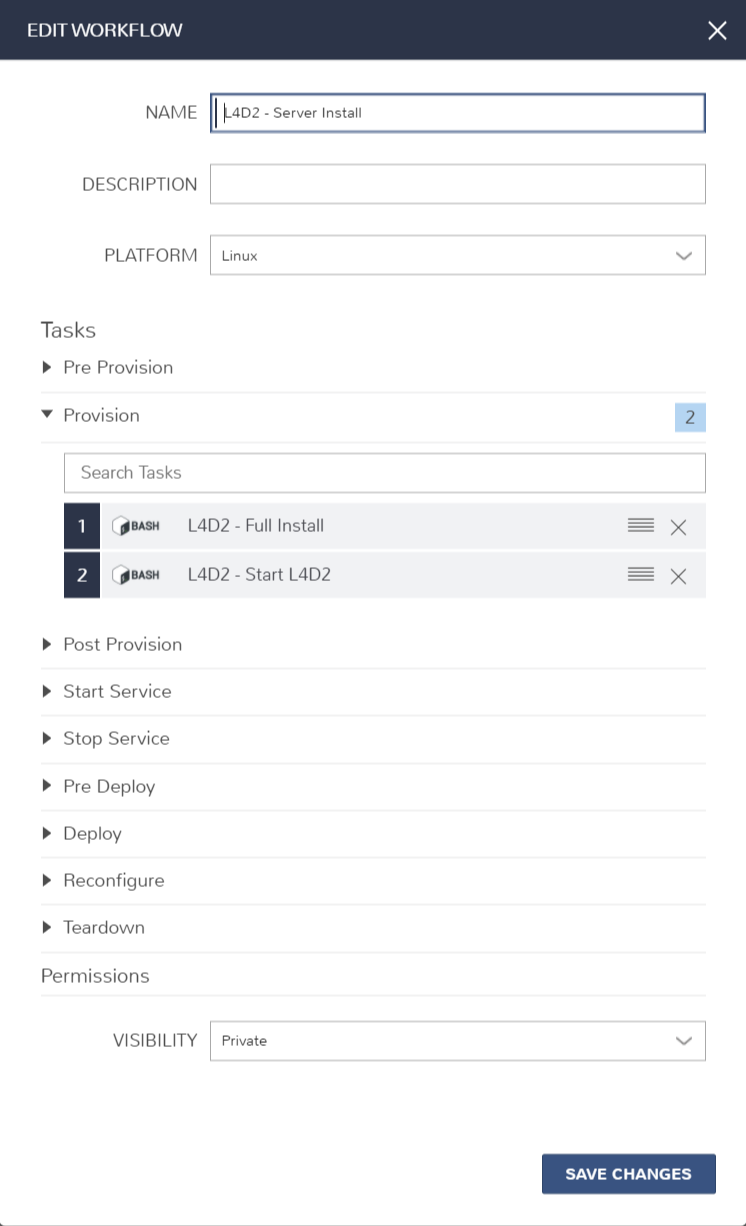 EDIT WORKFLOW
NAME L4D2 - Server Install
DESCRIPTION
PLATFORM Linux
Tasks
Pre Provision
Provision 2
Search Tasks
1 BASH L4D2 - Full Install
2 BASH L4D2 - Start L4D2
Post Provision
Start Service
Stop Service
Pre Deploy
Deploy
Reconfigure
Teardown
Permissions
VISIBILITY Private
SAVE CHANGES